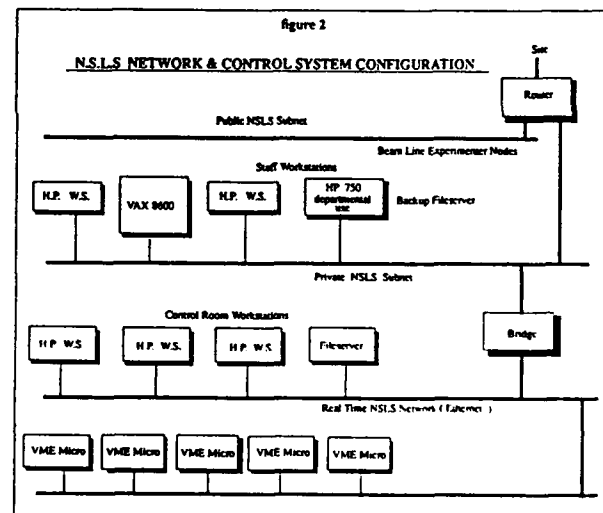 figure 2
N.S.L.S NETWORK & CONTROL SYSTEM CONFIGURATION
Router
Public NSLS Subnet
Beam Line Experimenter Nodes
Staff Workstations
H.P. W.S.
VAX 8600
H.P. W.S.
HP 750
departmental
use
Backup Fileserver
Private NSLS Subnet
Control Room Workstations
H.P. W.S.
H.P. W.S.
H.P. W.S.
Fileserver
Bridge
Real Time NSLS Network ( Ethernet )
VME Micro
VME Micro
VME Micro
VME Micro
VME Micro